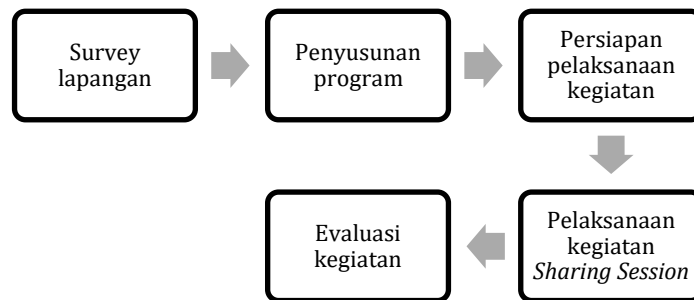 Survey
lapangan
Penyusunan
program
Persiapan
pelaksanaan
kegiatan
Pelaksanaan
kegiatan
Sharing Session
Evaluasi
kegiatan